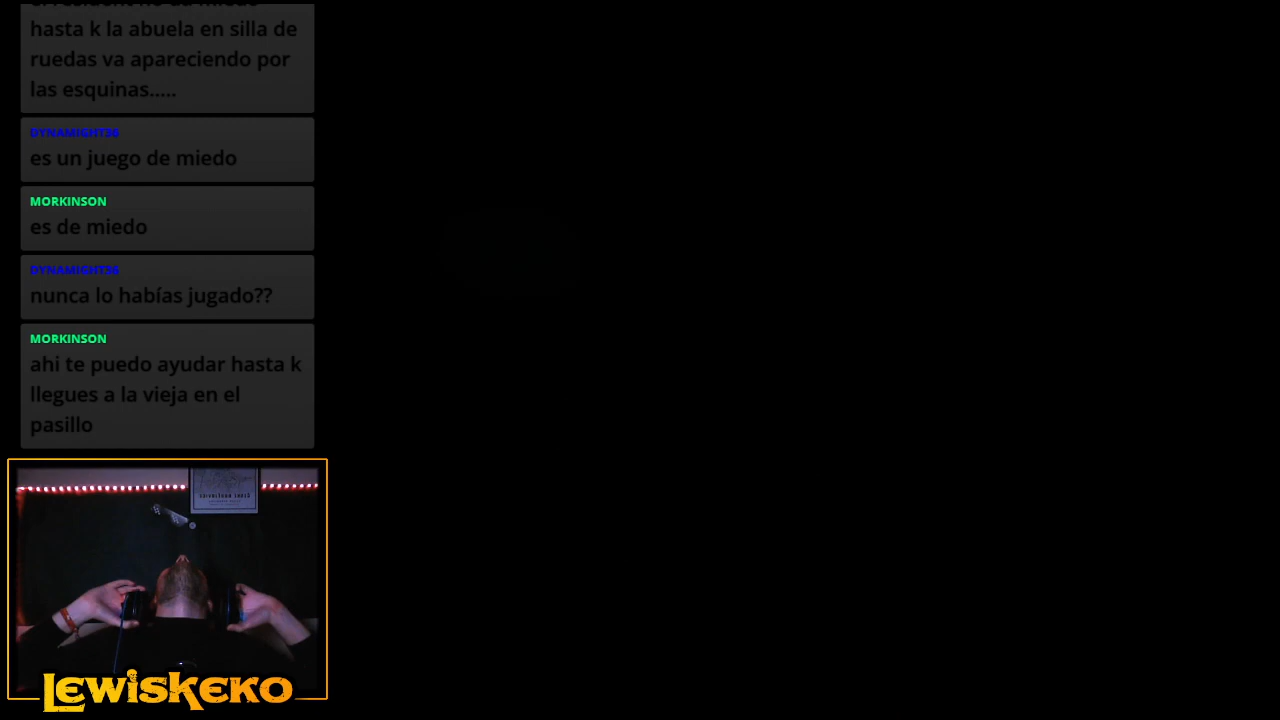 hasta k la abuela en silla de
ruedas va apareciendo por
las esquinas.....
DYNAMIGHT36
es un juego de miedo
MORKINSON
es de miedo
DYNAMIGHT36
nunca lo habías jugado??
MORKINSON
ahi te puedo ayudar hasta k
llegues a la vieja en el
pasillo
LEWISKEKO